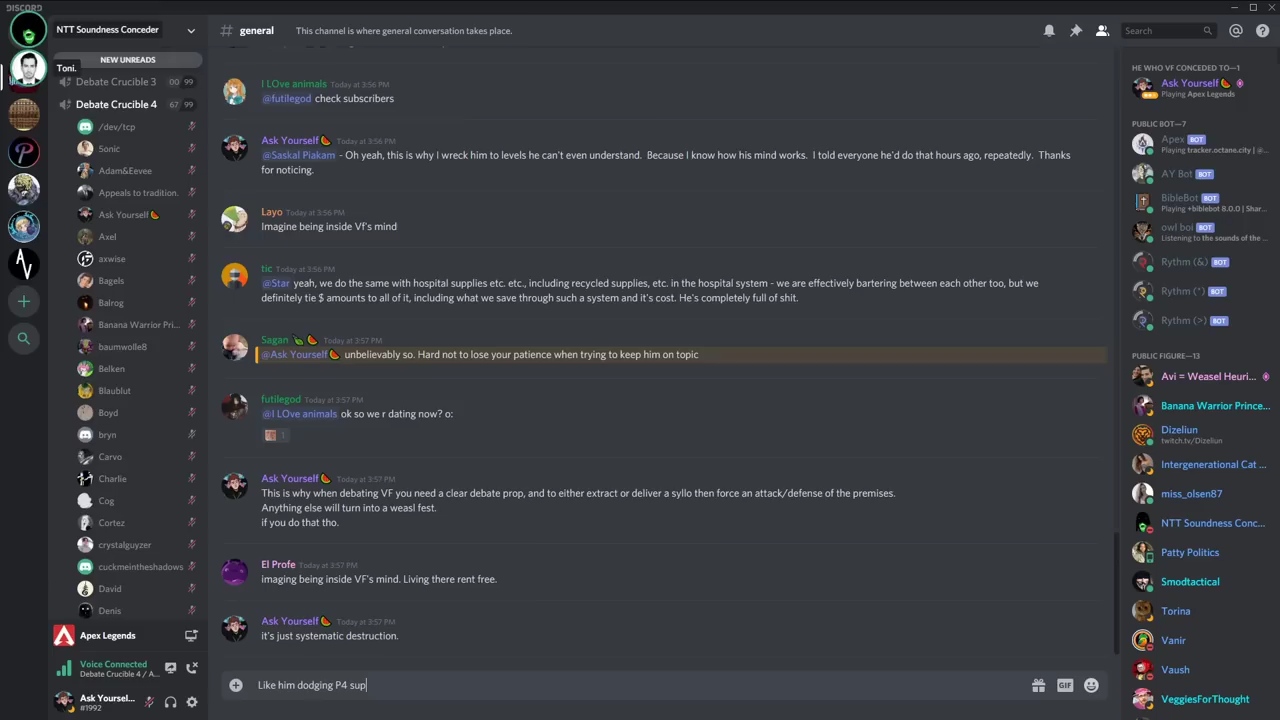 DISCORD
NTT Soundness Conceder
general
This channel is where general conversation takes place.
Search
NEW UNREADS
Toni.
Debate Crucible 3
00 99
Debate Crucible 4
67 99
/dev/tcp
5onic
Adam&Eevee
Appeals to tradition.
Ask Yourself
Axel
axwise
Bagels
Balrog
Banana Warrior Pri...
baumwolle8
Belken
Blaublut
Boyd
bryn
Carvo
Charlie
Cog
Cortez
crystalguyzer
cuckmeintheshadows
David
Denis
Apex Legends
Voice Connected
Debate Crucible 4 / A...
Ask Yoursel...
#1992
I LOve animals Today at 3:56 PM
@futilegod check subscribers
Ask Yourself Today at 3:56 PM
@Saskal Piakam - Oh yeah, this is why I wreck him to levels he can't even understand. Because I know how his mind works. I told everyone he'd do that hours ago, repeatedly. Thanks
for noticing.
Layo Today at 3:56 PM
Imagine being inside Vf's mind
tic Today at 3:56 PM
@Star yeah, we do the same with hospital supplies etc. etc., including recycled supplies, etc. in the hospital system - we are effectively bartering between each other too, but we
definitely tie $ amounts to all of it, including what we save through such a system and it's cost. He's completely full of shit.
Sagan Today at 3:57 PM
@Ask Yourself unbelievably so. Hard not to lose your patience when trying to keep him on topic
futilegod Today at 3:57 PM
@I LOve animals ok so we r dating now? o:
1
Ask Yourself Today at 3:57 PM
This is why when debating VF you need a clear debate prop, and to either extract or deliver a syllo then force an attack/defense of the premises.
Anything else will turn into a weasl fest.
if you do that tho.
El Profe Today at 3:57 PM
imaging being inside VF's mind. Living there rent free.
Ask Yourself Today at 3:57 PM
it's just systematic destruction.
Like him dodging P4 sup
GIF
HE WHO VF CONCEDED TO—1
Ask Yourself
Playing Apex Legends
PUBLIC BOT—7
Apex BOT
Playing tracker.octane.city | @...
AY Bot BOT
BibleBot BOT
Playing +biblebot 8.0.0 | Shar...
owl boi BOT
Listening to the sounds of the ...
Rythm (&) BOT
Rythm (*) BOT
Rythm (>) BOT
PUBLIC FIGURE—13
Avi = Weasel Heuri...
Banana Warrior Prince...
Dizeliun
twitch.tv/Dizeliun
Intergenerational Cat ...
miss_olsen87
NTT Soundness Conc...
Patty Politics
Smodtactical
Torina
Vanir
Vaush
VeggiesForThought